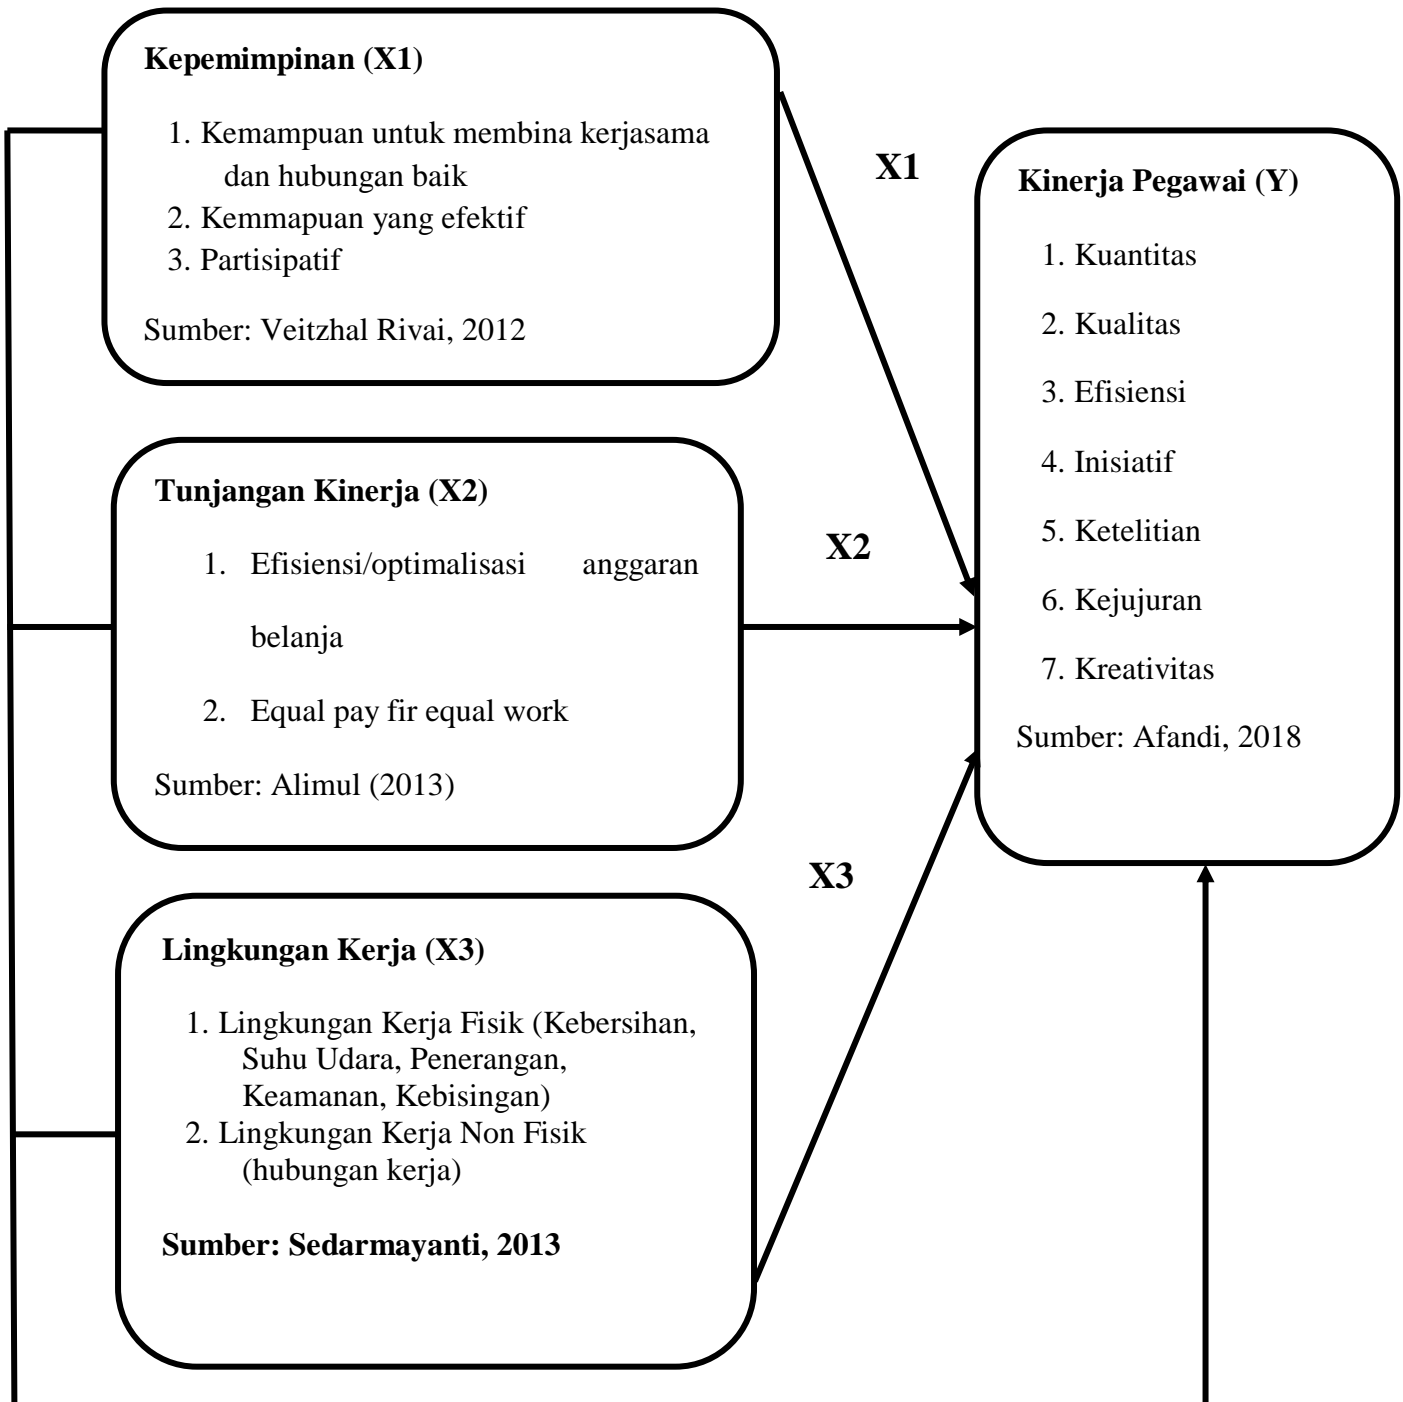 Kepemimpinan (X1)
1. Kemampuan untuk membina kerjasama
dan hubungan baik
2. Kemmapuan yang efektif
3. Partisipatif
Sumber: Veitzhal Rivai, 2012
X1
Kinerja Pegawai (Y)
1. Kuantitas
2. Kualitas
3. Efisiensi
4. Inisiatif
5. Ketelitian
6. Kejujuran
7. Kreativitas
Sumber: Afandi, 2018
Tunjangan Kinerja (X2)
1. Efisiensi/optimalisasi anggaran
belanja
2. Equal pay fir equal work
Sumber: Alimul (2013)
X2
X3
Lingkungan Kerja (X3)
1. Lingkungan Kerja Fisik (Kebersihan,
Suhu Udara, Penerangan,
Keamanan, Kebisingan)
2. Lingkungan Kerja Non Fisik
(hubungan kerja)
Sumber: Sedarmayanti, 2013